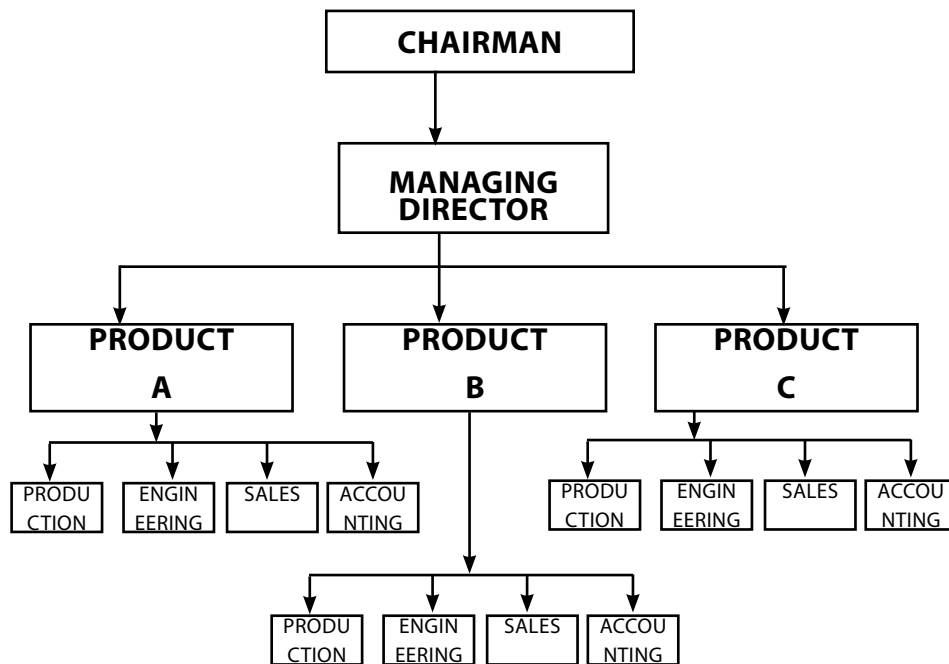 CHAIRMAN
MANAGING
DIRECTOR
PRODUCT
A
PRODUCT
B
PRODUCT
C
PRODU
CTION
ENGIN
EERING
SALES
ACCOU
NTING
PRODU
CTION
ENGIN
EERING
SALES
ACCOU
NTING
PRODU
CTION
ENGIN
EERING
SALES
ACCOU
NTING